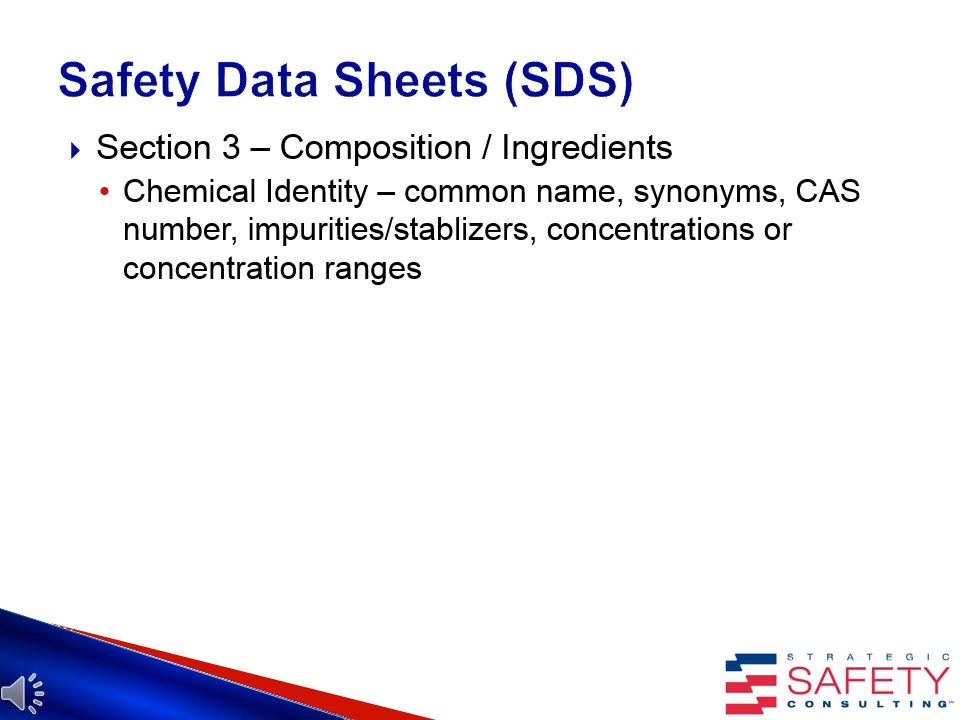 Safety Data Sheets (SDS)
Section 3 – Composition / Ingredients
Chemical Identity – common name, synonyms, CAS
number, impurities/stablizers, concentrations or
concentration ranges
STRATEGIC
SAFETY
CONSULTING